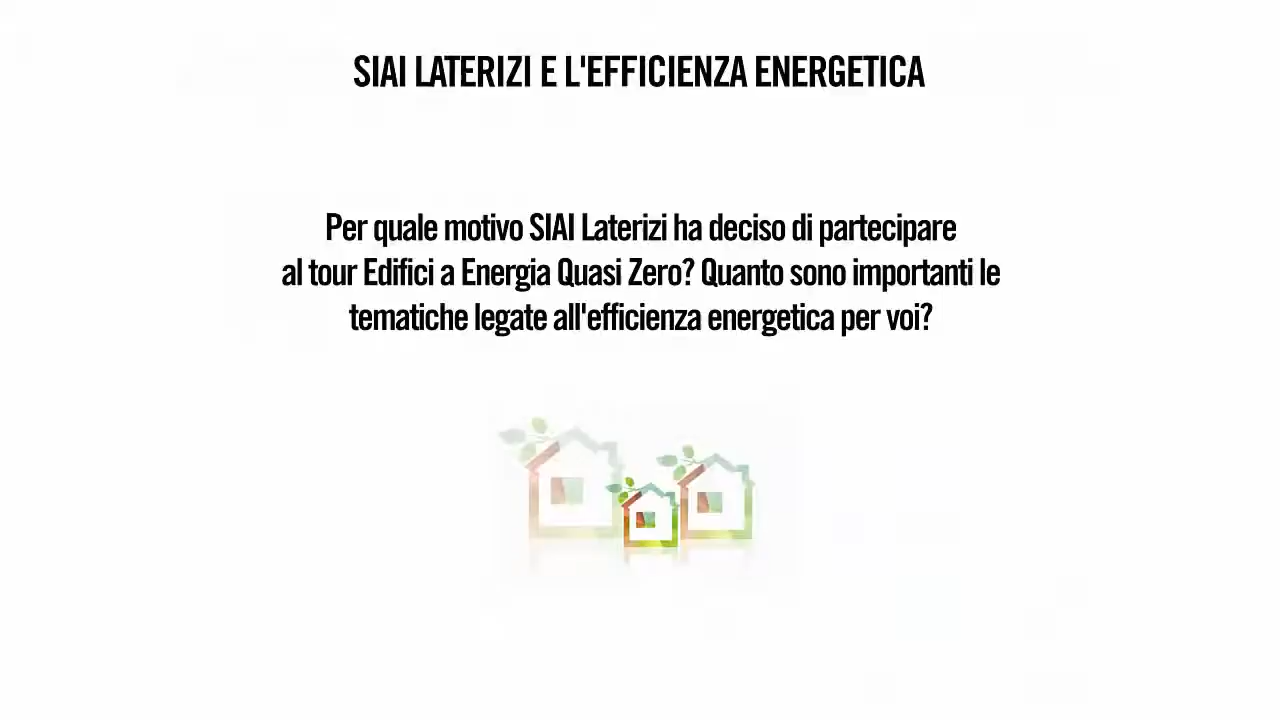 SIAI LATERIZI E L'EFFICIENZA ENERGETICA
Per quale motivo SIAI Laterizi ha deciso di partecipare
al tour Edifici a Energia Quasi Zero? Quanto sono importanti le
tematiche legate all'efficienza energetica per voi?